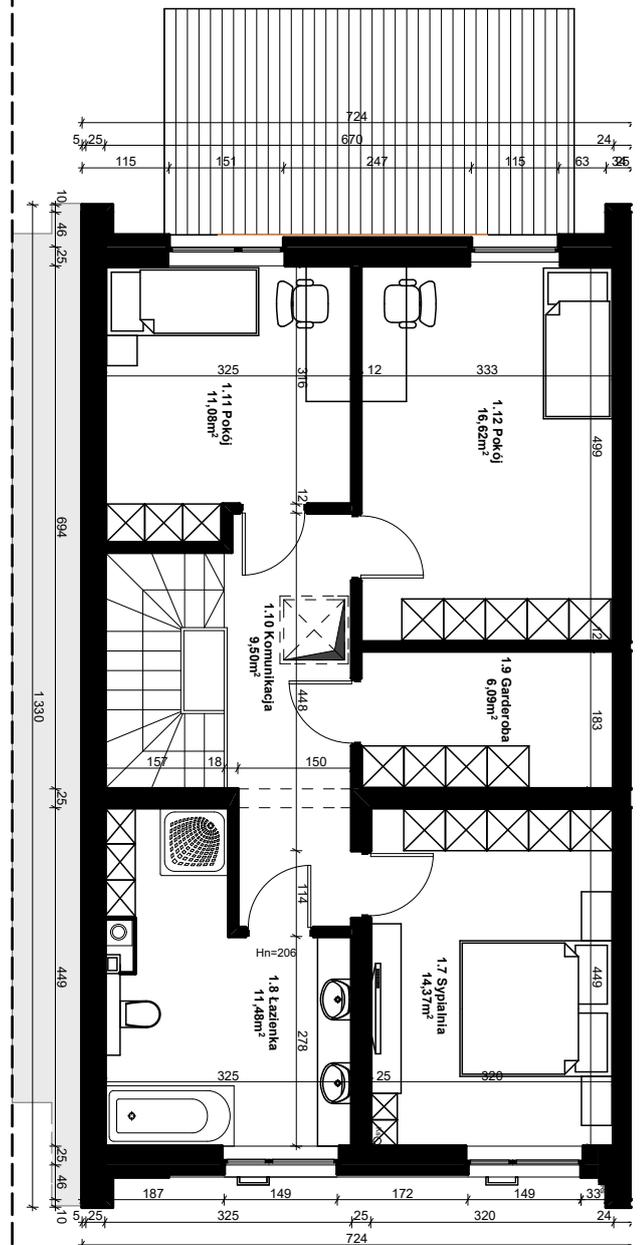 724
5 25 670 24
115 151 247 115 63
10
46
25
325
316
12
333
1.11 Pokój
11,08m²
1.12 Pokój
16,62m²
499
12
694
1.10 Komunikacja
9,50m²
12
1.9 Garderoba
6,09m²
448
183
1 330
157 18 150
25
114
Hn=206
1.8 Łazienka
11,48m²
1.7 Sypialnia
14,37m²
449
449
278
325 25 320
25
46
10
187 149 172 149 33
5 25 325 25 320 24
724